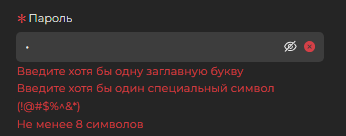 *Пароль
•
Введите хотя бы одну заглавную букву
Введите хотя бы один специальный символ
(!@#$%^&*)
Не менее 8 символов